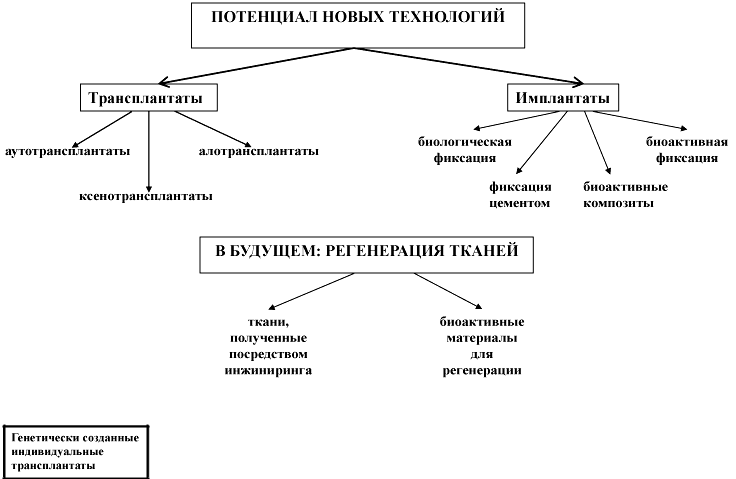 ПОТЕНЦИАЛ НОВЫХ ТЕХНОЛОГИЙ
Трансплантаты
Имплантаты
аутотрансплантаты
алотрансплантаты
ксенотрансплантаты
биологическая
фиксация
фиксация
цементом
биоактивные
композиты
биоактивная
фиксация
В БУДУЩЕМ: РЕГЕНЕРАЦИЯ ТКАНЕЙ
ткани,
полученные
посредством
инжиниринга
биоактивные
материалы
для
регенерации
Генетически созданные
индивидуальные
трансплантаты